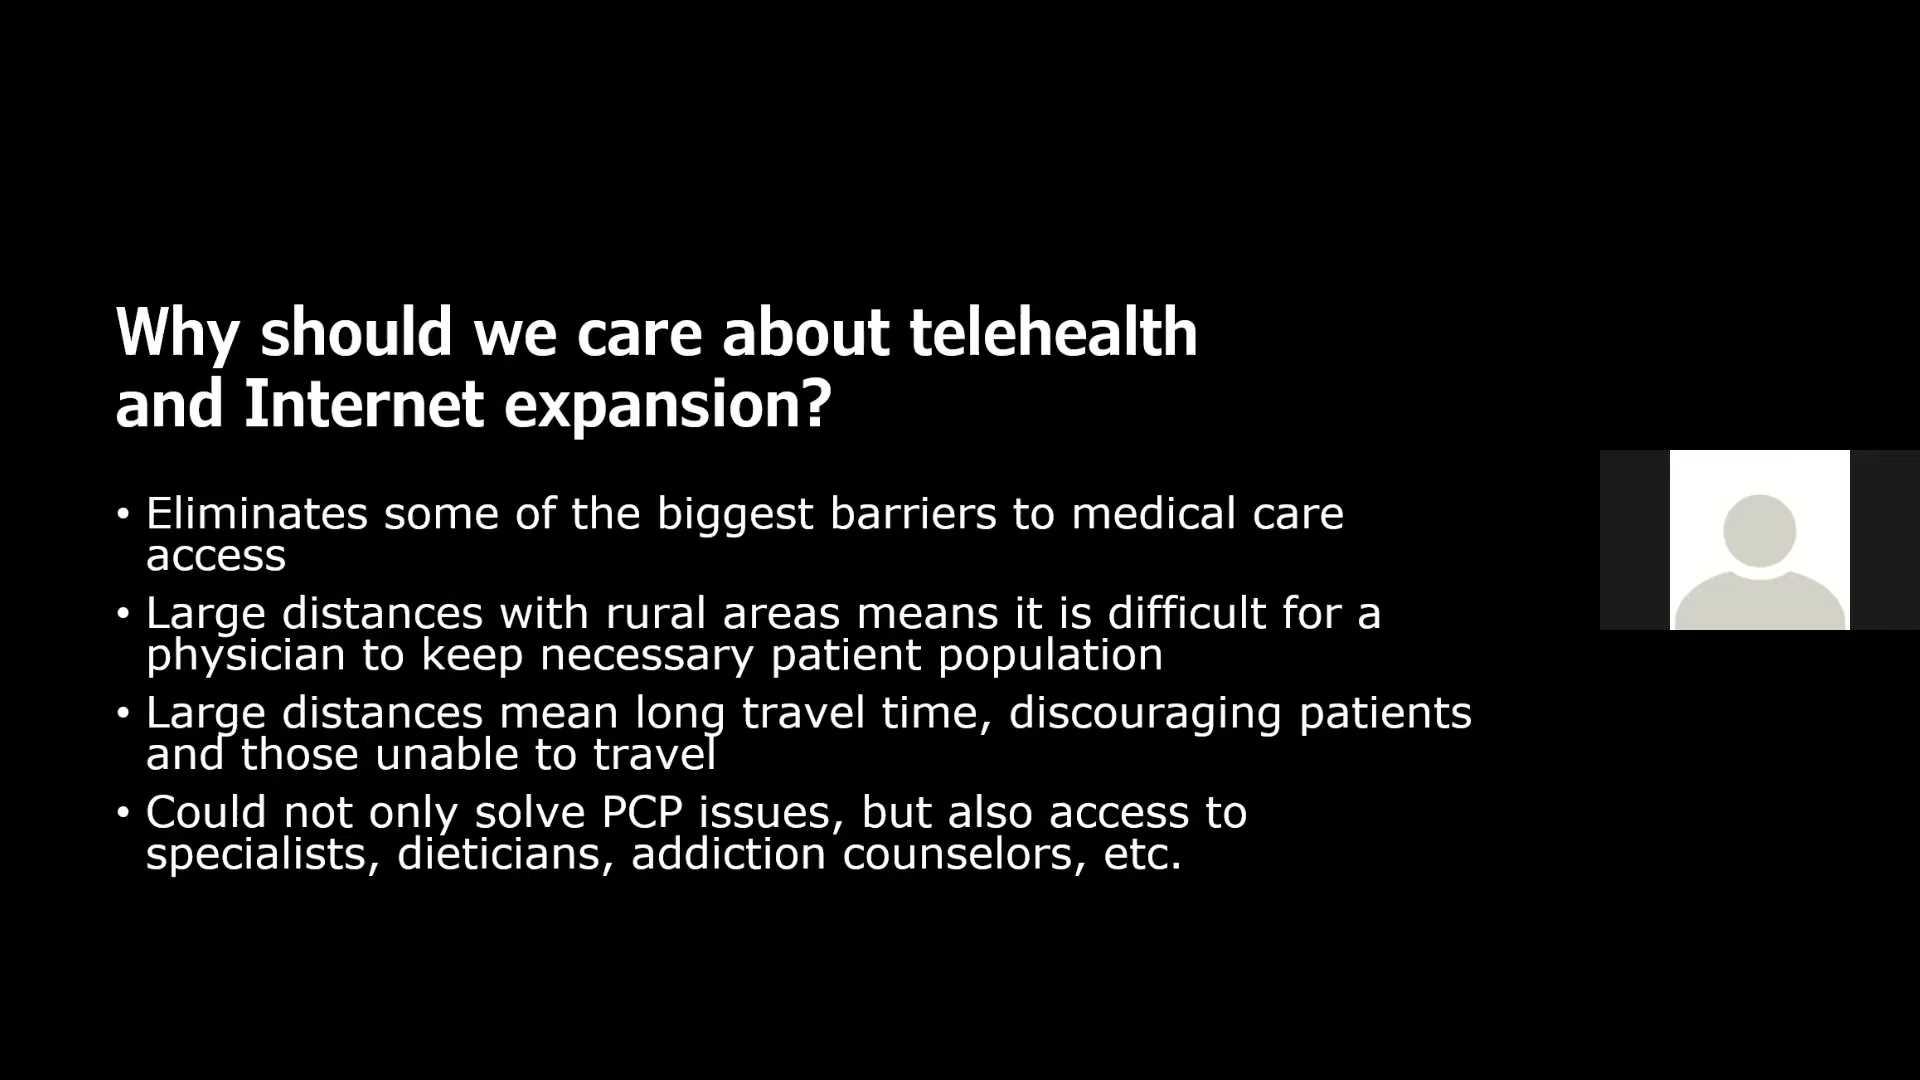 Why should we care about telehealth
and Internet expansion?
• Eliminates some of the biggest barriers to medical care
access
• Large distances with rural areas means it is difficult for a
physician to keep necessary patient population
• Large distances mean long travel time, discouraging patients
and those unable to travel
• Could not only solve PCP issues, but also access to
specialists, dieticians, addiction counselors, etc.